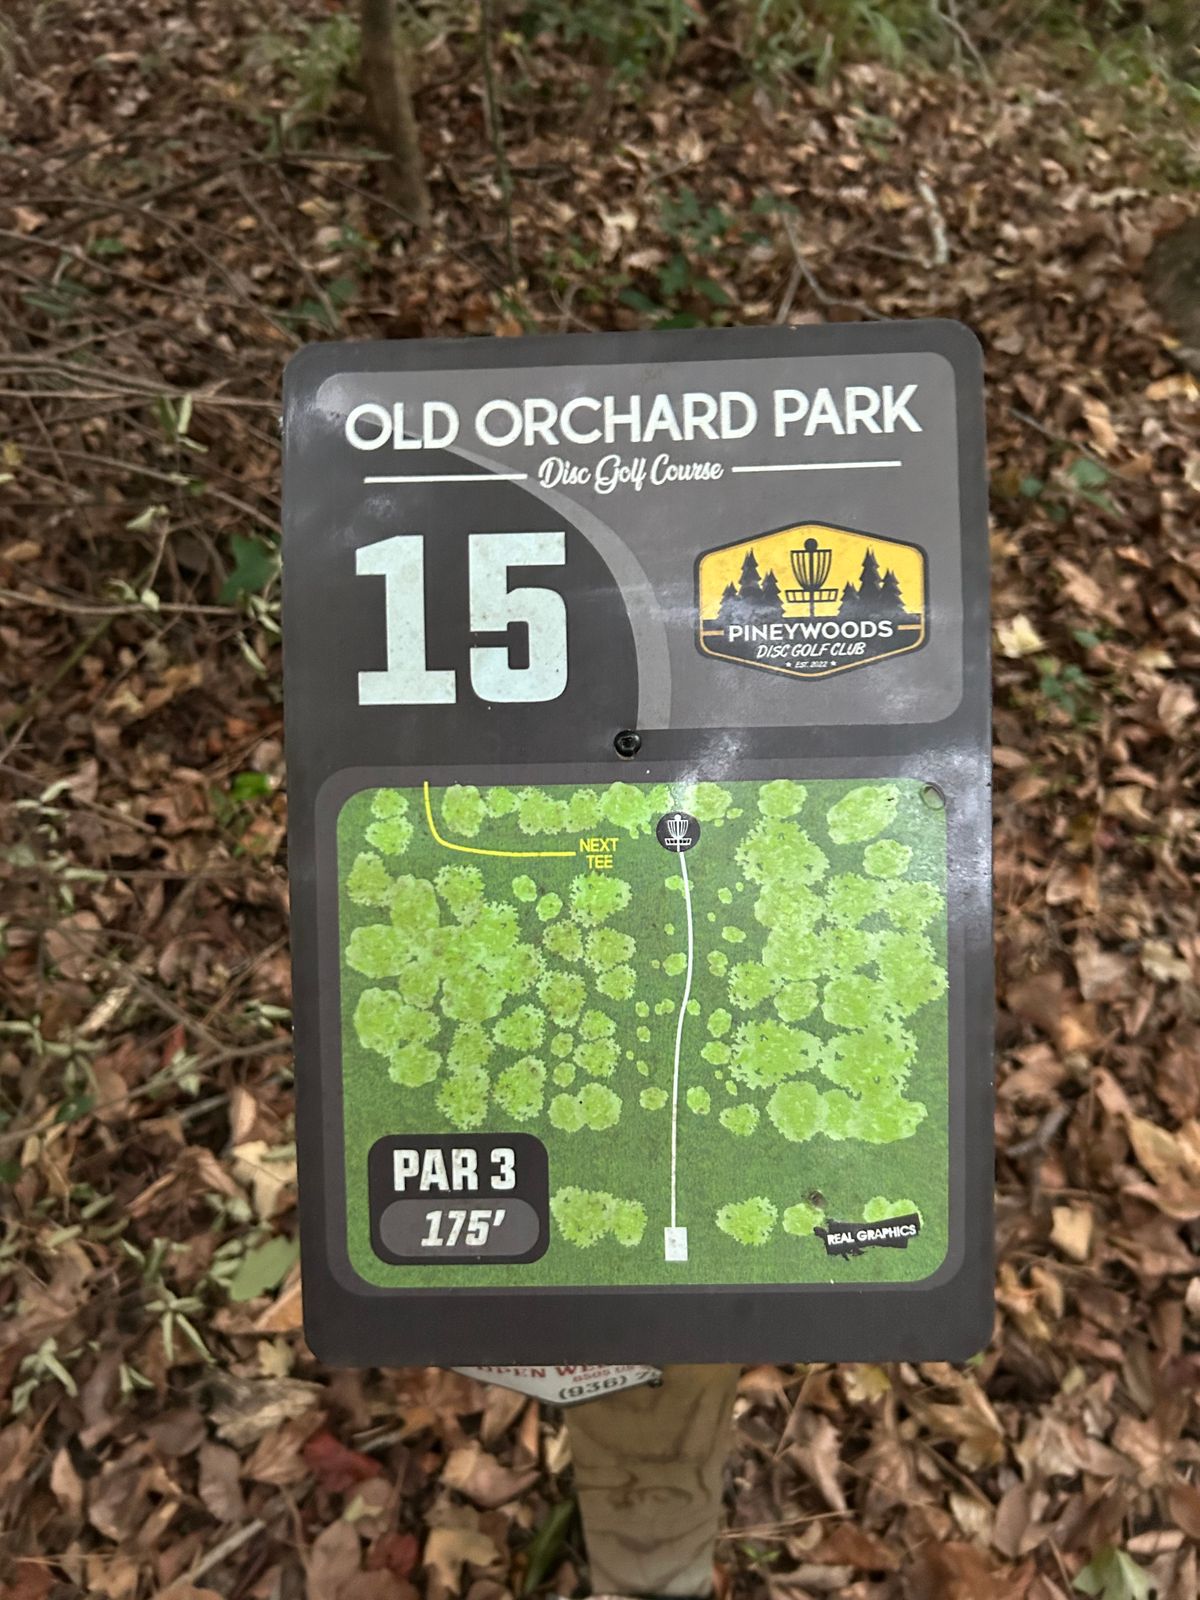 OLD ORCHARD PARK
Disc Golf Course
15
PINEYWOODS
DISC GOLF CLUB
EST. 2022
NEXT
TEE
PAR 3
175'
REAL GRAPHICS
(936)